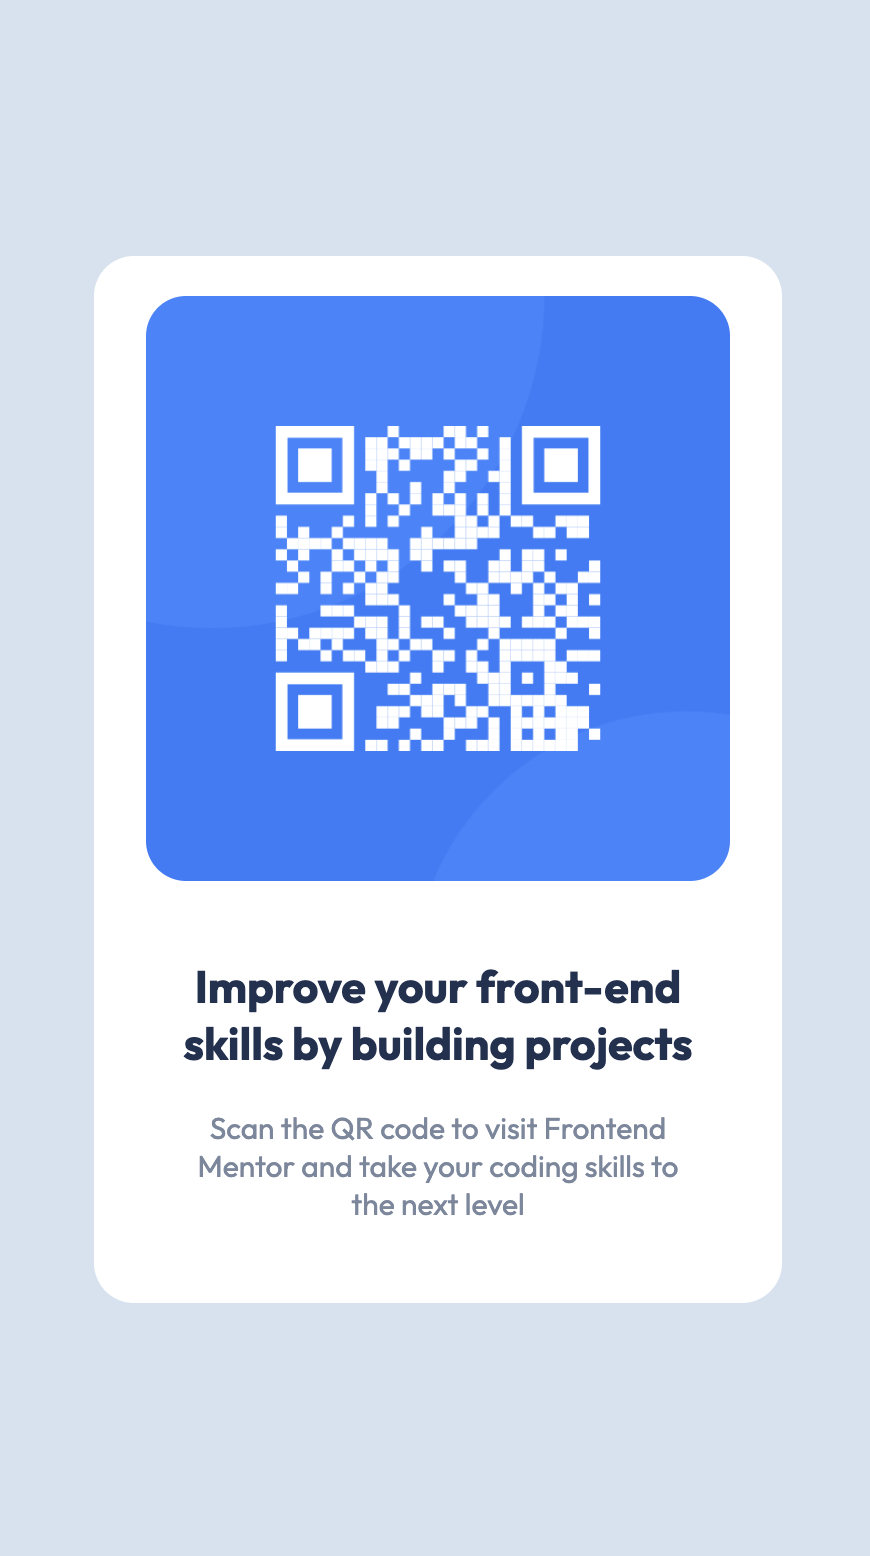 Improve your front-end
skills by building projects
Scan the QR code to visit Frontend
Mentor and take your coding skills to
the next level